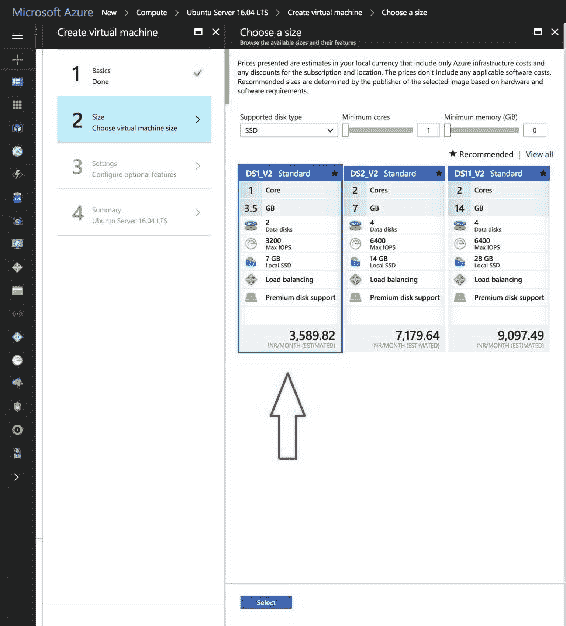 Microsoft Azure New > Compute > Ubuntu Server 16.04 LTS > Create virtual machine > Choose a size
Create virtual machine
1 Basics
Done
2 Size
Choose virtual machine size
3 Settings
Configure optional features
4 Summary
Ubuntu Server 16.04 LTS
Choose a size
Browse the available sizes and their features
Prices presented are estimates in your local currency that include only Azure infrastructure costs and
any discounts for the subscription and location. The prices don't include any applicable software costs.
Recommended sizes are determined by the publisher of the selected image based on hardware and
software requirements.
Supported disk type
SSD
Minimum cores
1
Minimum memory (GiB)
0
★ Recommended | View all
DS1_V2 Standard ★
1 Core
3.5 GB
2
Data disks
3200
Max IOPS
7 GB
Local SSD
Load balancing
Premium disk support
3,589.82
INR/MONTH (ESTIMATED)
DS2_V2 Standard ★
2 Cores
7 GB
4
Data disks
6400
Max IOPS
14 GB
Local SSD
Load balancing
Premium disk support
7,179.64
INR/MONTH (ESTIMATED)
DS11_V2 Standard ★
2 Cores
14 GB
4
Data disks
6400
Max IOPS
28 GB
Local SSD
Load balancing
Premium disk support
9,097.49
INR/MONTH (ESTIMATED)
Select